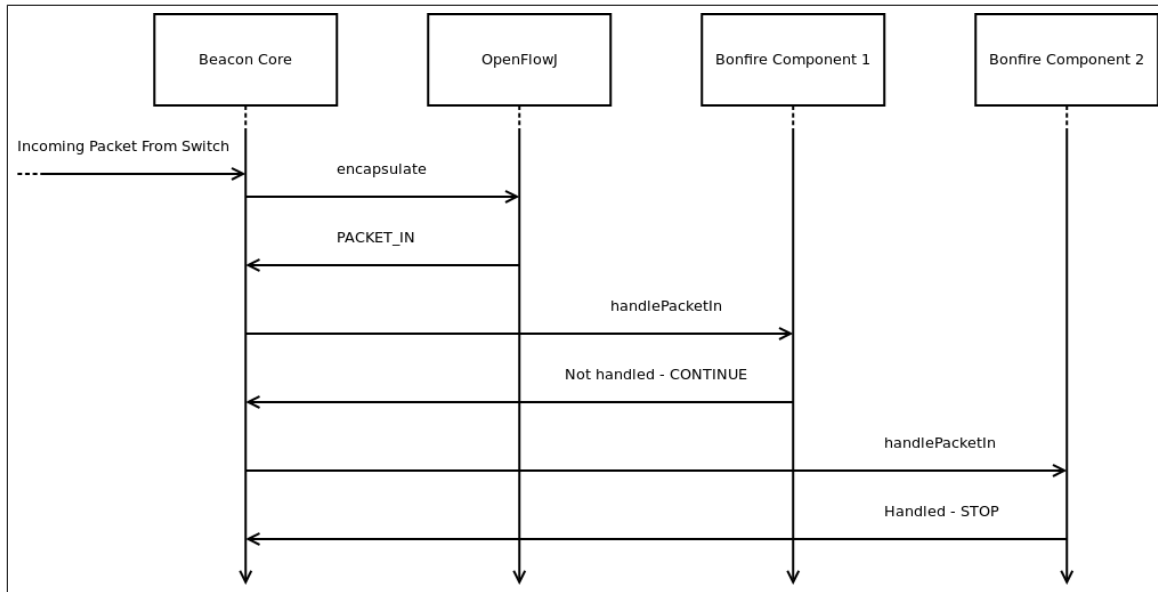 Beacon Core
OpenFlowJ
Bonfire Component 1
Bonfire Component 2
Incoming Packet From Switch
encapsulate
PACKET_IN
handlePacketIn
Not handled - CONTINUE
handlePacketIn
Handled - STOP